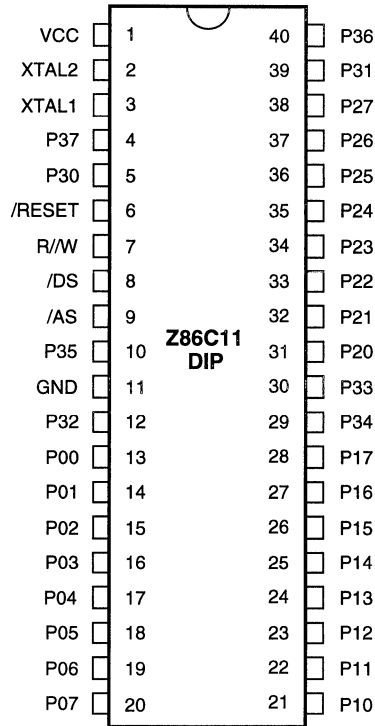 VCC 1 40 P36
XTAL2 2 39 P31
XTAL1 3 38 P27
P37 4 37 P26
P30 5 36 P25
/RESET 6 35 P24
R//W 7 34 P23
/DS 8 33 P22
/AS 9 32 P21
Z86C11
P35 10 31 P20
DIP
GND 11 30 P33
P32 12 29 P34
P00 13 28 P17
P01 14 27 P16
P02 15 26 P15
P03 16 25 P14
P04 17 24 P13
P05 18 23 P12
P06 19 22 P11
P07 20 21 P10